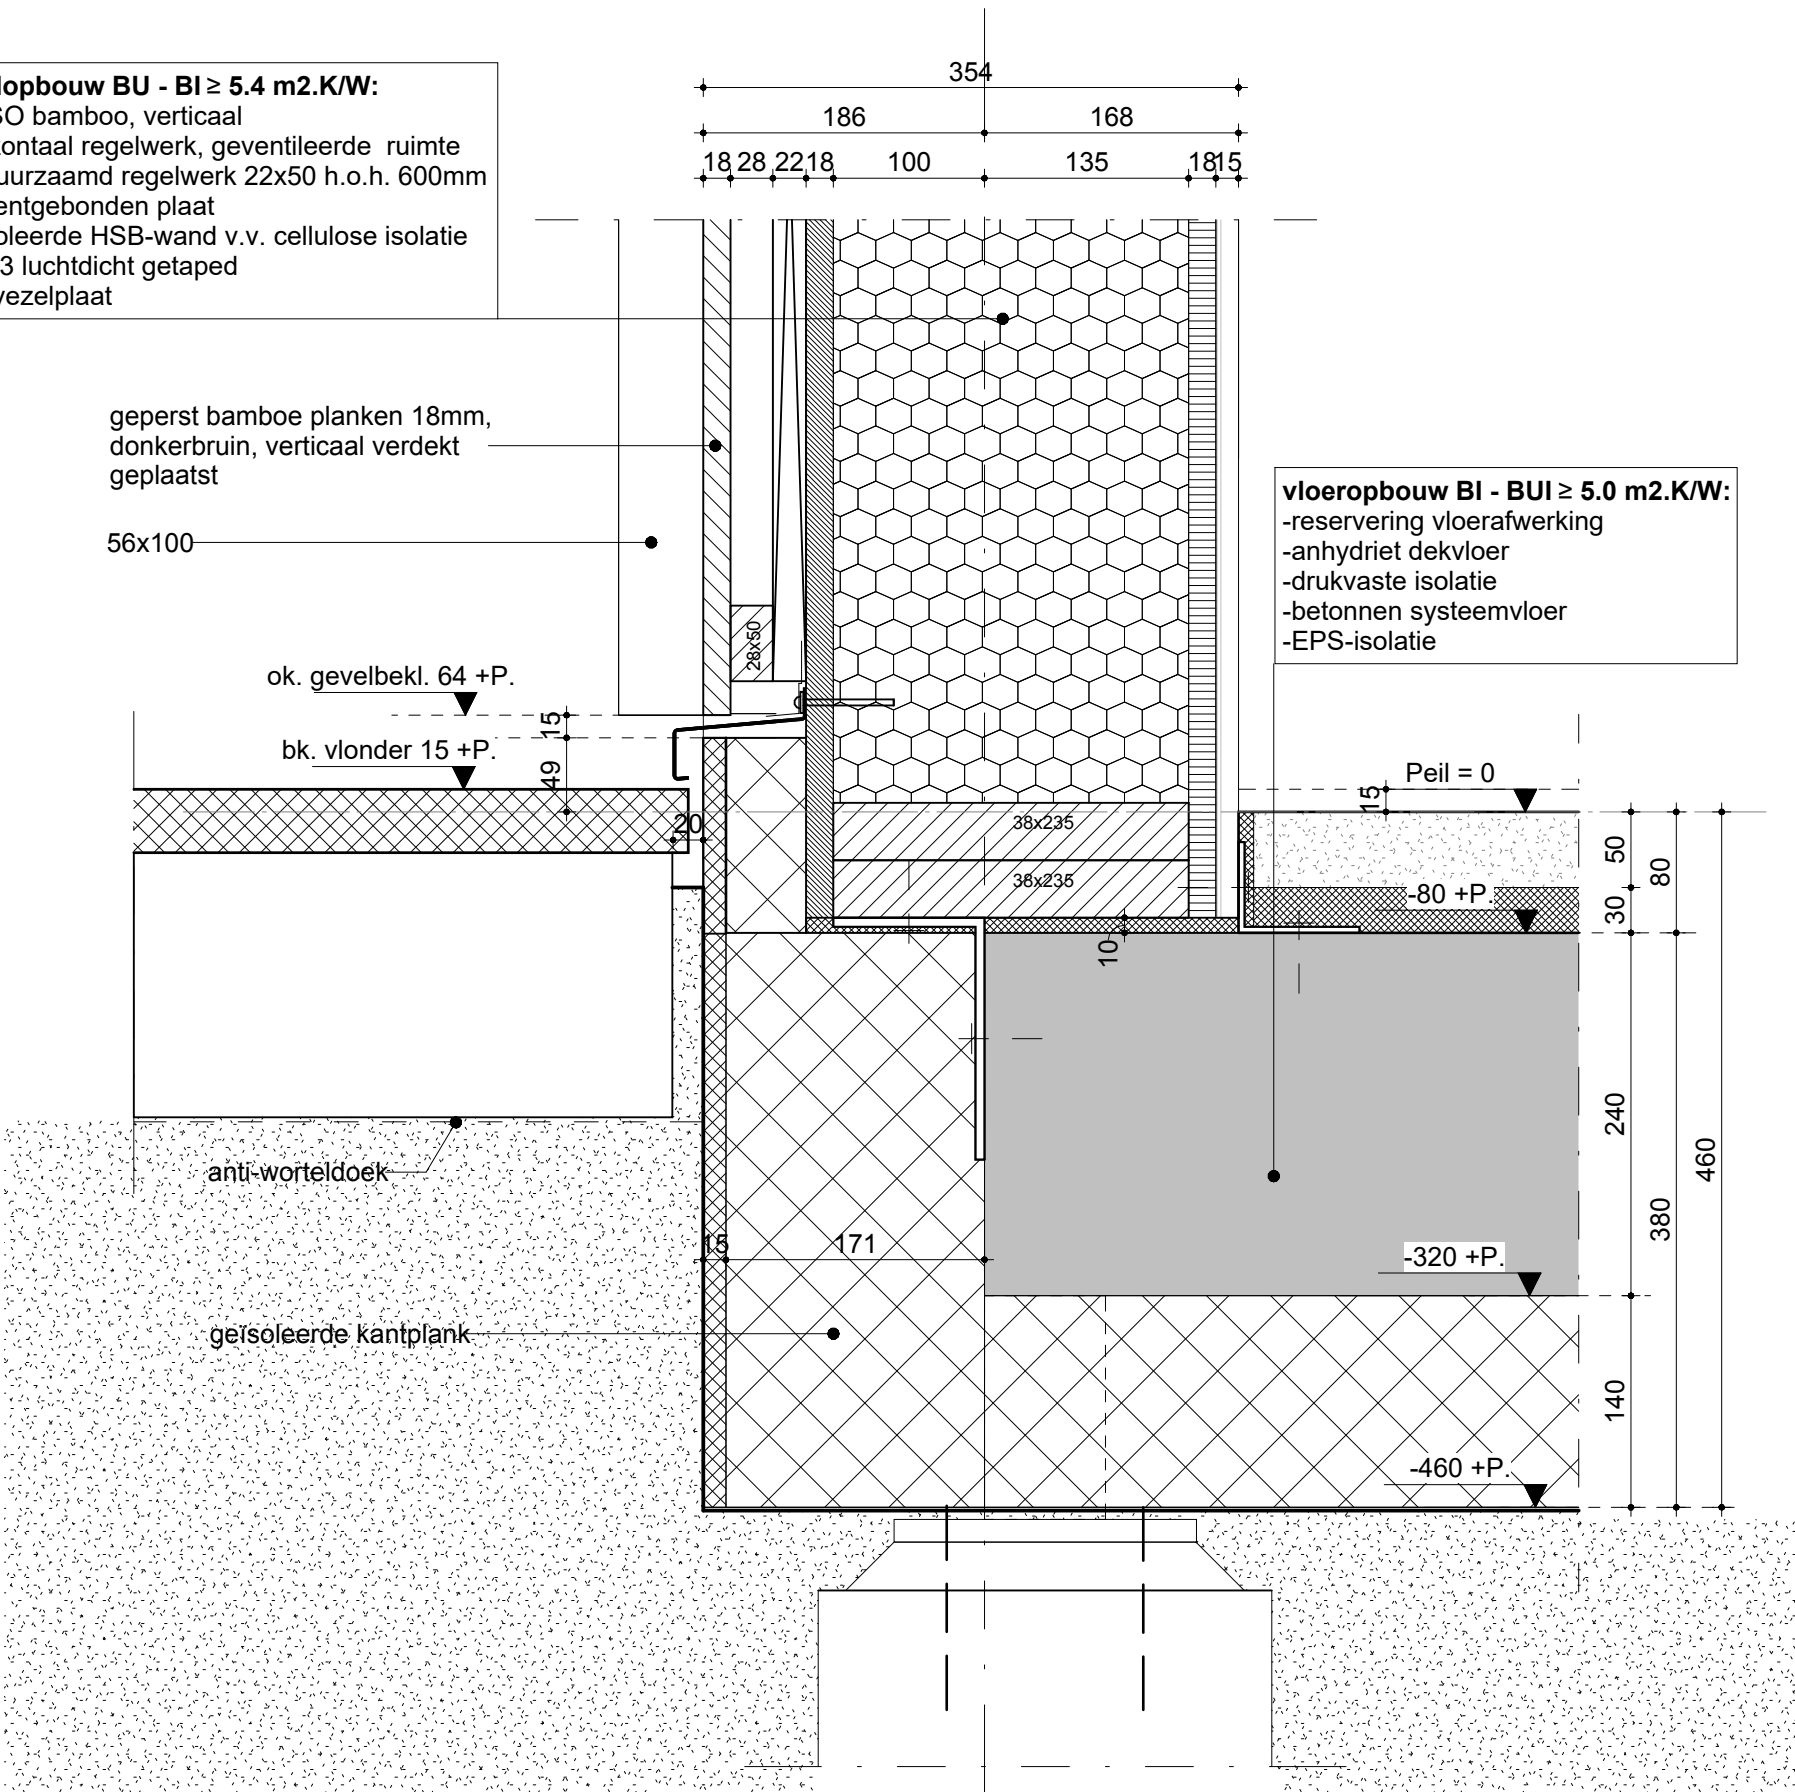 354
186 168
18 28 22 18 100 135 18 15
lopbouw BU - BI ≥ 5.4 m2.K/W:
SO bamboo, verticaal
ontaal regelwerk, geventileerde ruimte
uurzaamd regelwerk 22x50 h.o.h. 600mm
entgebonden plaat
oleerde HSB-wand v.v. cellulose isolatie
3 luchtdicht getaped
vezelplaat
geperst bamboe planken 18mm,
donkerbruin, verticaal verdekt
geplaatst
56x100
vloeropbouw BI - BUI ≥ 5.0 m2.K/W:
-reservering vloerafwerking
-anhydriet dekvloer
-drukvaste isolatie
-betonnen systeemvloer
-EPS-isolatie
28x50
ok. gevelbekl. 64 +P.
15
bk. vlonder 15 +P.
49
Peil = 0
15
20
38x235
38x235
50
80
30
-80 +P.
10
240
460
380
anti-worteldoek
15 171
-320 +P.
geïsoleerde kantplank
140
-460 +P.